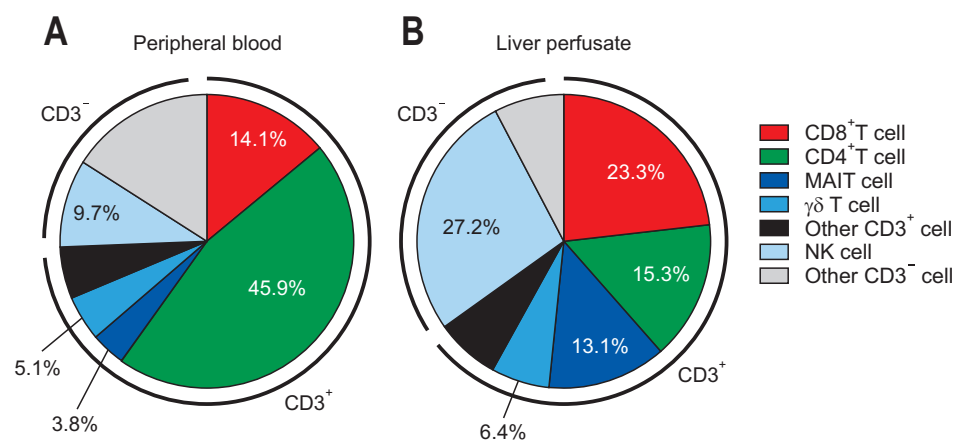 A
Peripheral blood
CD3⁻
14.1%
9.7%
45.9%
5.1%
3.8%
CD3⁺
B
Liver perfusate
CD3⁻
23.3%
27.2%
15.3%
13.1%
6.4%
CD3⁺
CD8⁺T cell
CD4⁺T cell
MAIT cell
γδ T cell
Other CD3⁺ cell
NK cell
Other CD3⁻ cell